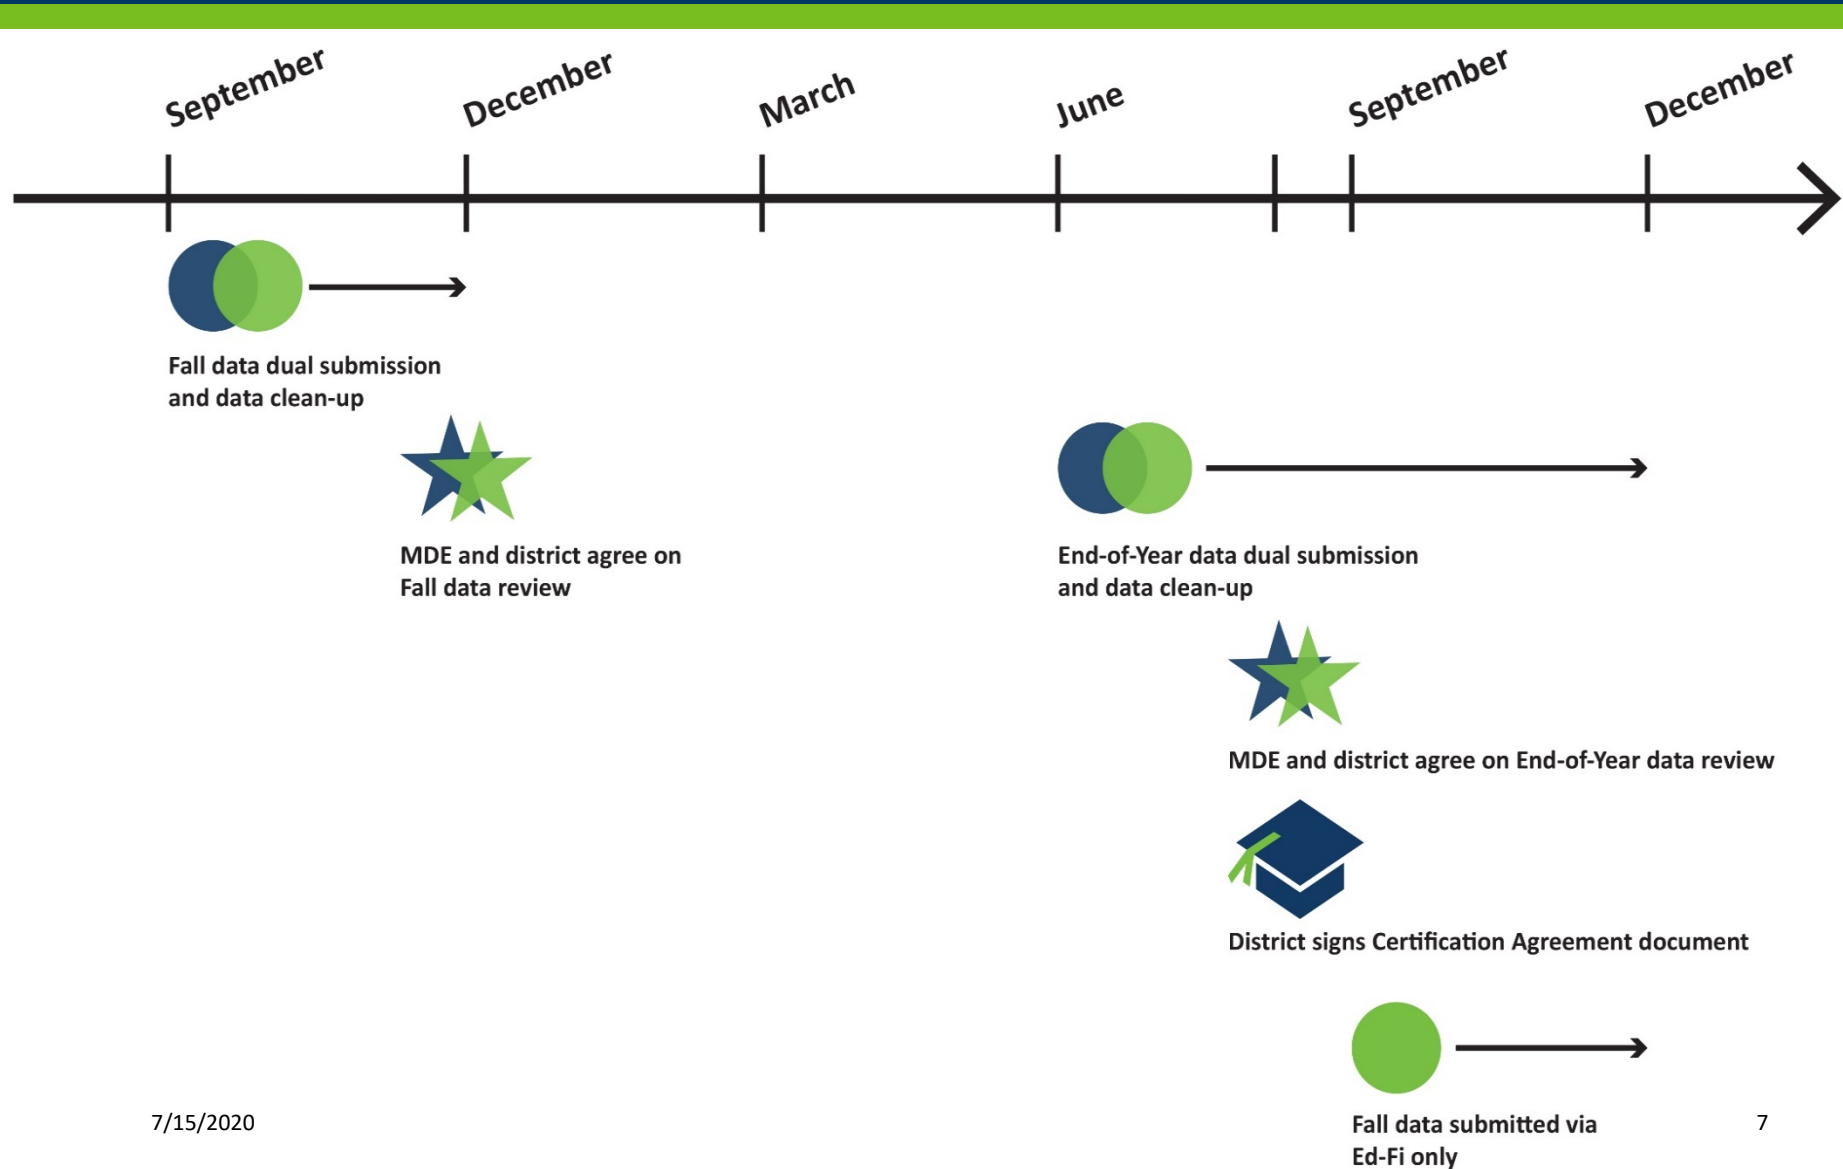 September
December
March
June
September
December
Fall data dual submission
and data clean-up
MDE and district agree on
Fall data review
End-of-Year data dual submission
and data clean-up
MDE and district agree on End-of-Year data review
District signs Certification Agreement document
Fall data submitted via
Ed-Fi only
7/15/2020
7